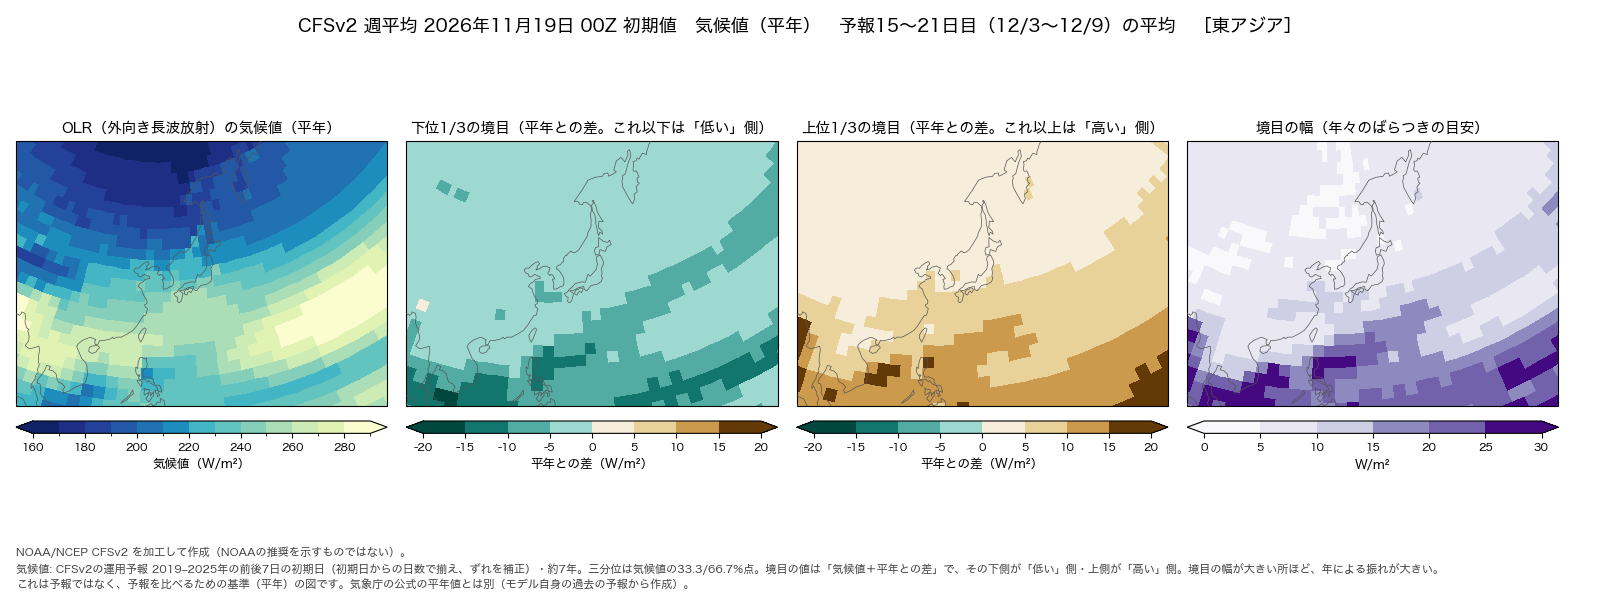 CFSv2 週平均 2026年11月19日 00Z 初期値　気候値（平年）　予報15～21日目（12/3～12/9）の平均　［東アジア］
OLR（外向き長波放射）の気候値（平年）
下位1/3の境目（平年との差。これ以下は「低い」側）
上位1/3の境目（平年との差。これ以上は「高い」側）
境目の幅（年々のばらつきの目安）
160 180 200 220 240 260 280
-20 -15 -10 -5 0 5 10 15 20
-20 -15 -10 -5 0 5 10 15 20
0 5 10 15 20 25 30
気候値（W/m²）
平年との差（W/m²）
平年との差（W/m²）
W/m²
NOAA/NCEP CFSv2 を加工して作成（NOAAの推奨を示すものではない）。
気候値: CFSv2の運用予報 2019–2025年の前後7日の初期日（初期日からの日数で揃え、ずれを補正）・約7年。三分位は気候値の33.3/66.7%点。境目の値は「気候値＋平年との差」で、その下側が「低い」側・上側が「高い」側。境目の幅が大きい所ほど、年による振れが大きい。
これは予報ではなく、予報を比べるための基準（平年）の図です。気象庁の公式の平年値とは別（モデル自身の過去の予報から作成）。